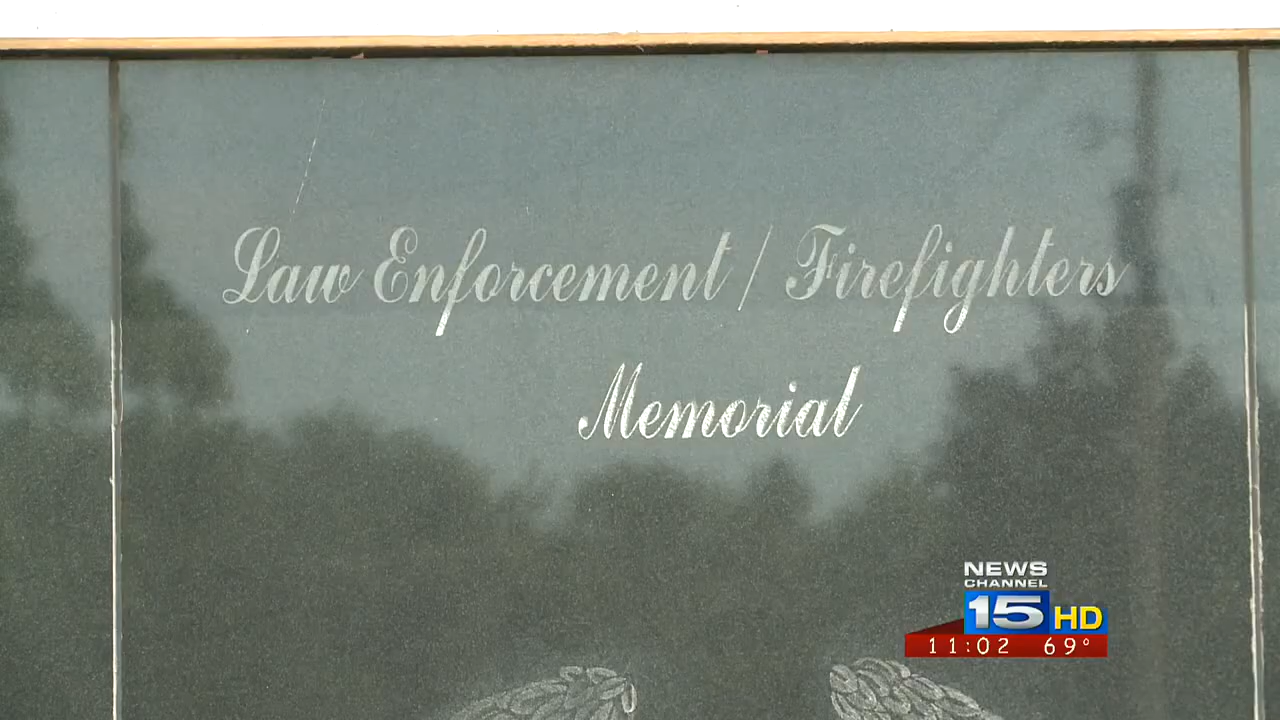 Law Enforcement / Firefighters
Memorial
NEWS
CHANNEL
15 HD
11:02 69°